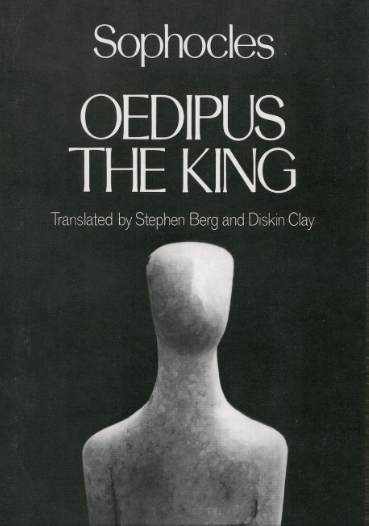 Sophocles
OEDIPUS
THE KING
Translated by Stephen Berg and Diskin Clay